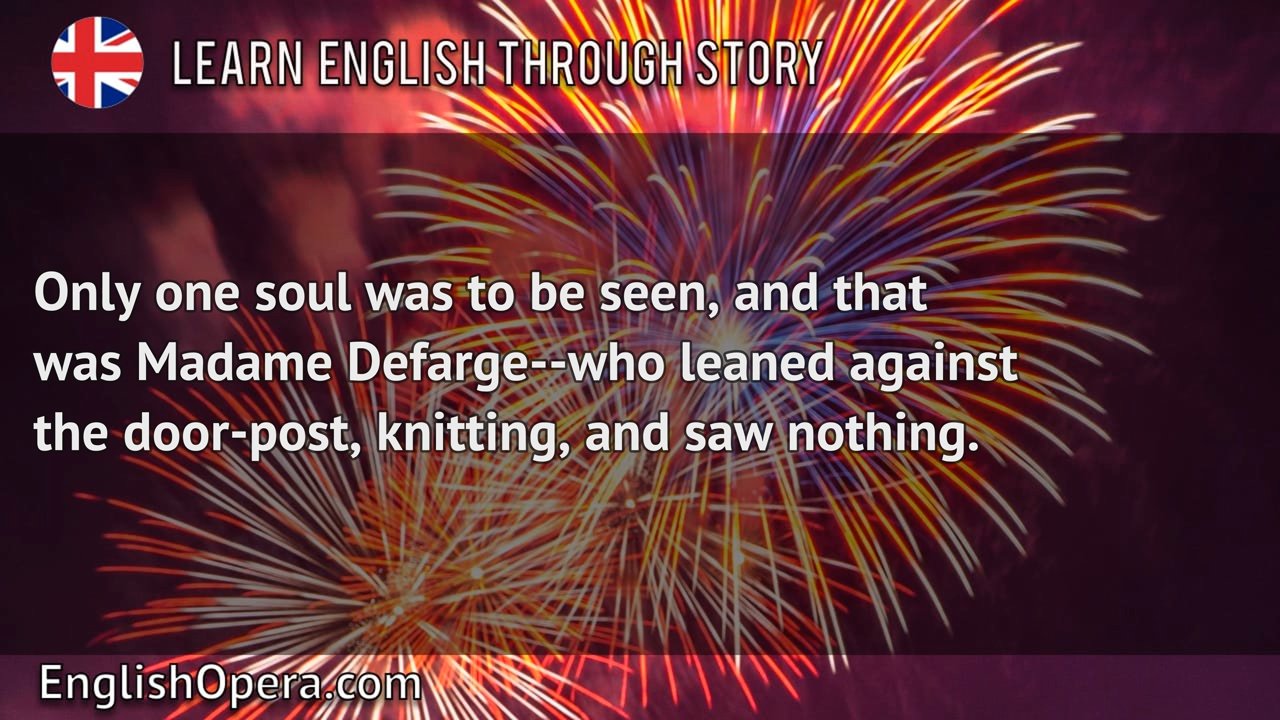 LEARN ENGLISH THROUGH STORY
Only one soul was to be seen, and that
was Madame Defarge--who leaned against
the door-post, knitting, and saw nothing.
EnglishOpera.com